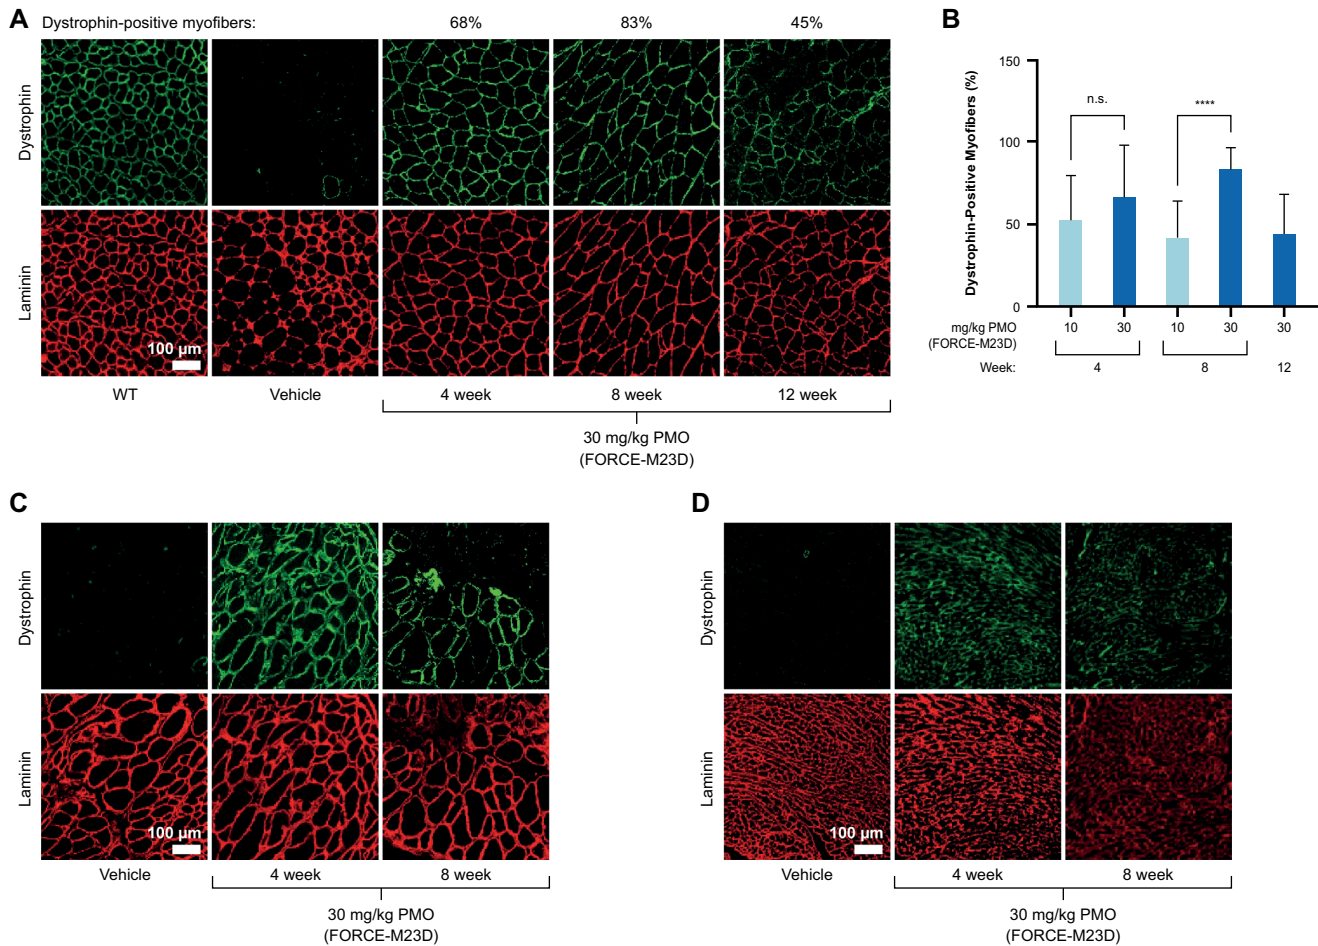 A
Dystrophin-positive myofibers: 68% 83% 45%
Dystrophin
Laminin
100 µm
WT Vehicle 4 week 8 week 12 week
30 mg/kg PMO
(FORCE-M23D)
B
Dystrophin-Positive Myofibers (%)
150
100
50
0
n.s.
****
mg/kg PMO
(FORCE-M23D)
10 30 10 30 30
Week: 4 8 12
C
Dystrophin
Laminin
100 µm
Vehicle 4 week 8 week
30 mg/kg PMO
(FORCE-M23D)
D
Dystrophin
Laminin
100 µm
Vehicle 4 week 8 week
30 mg/kg PMO
(FORCE-M23D)